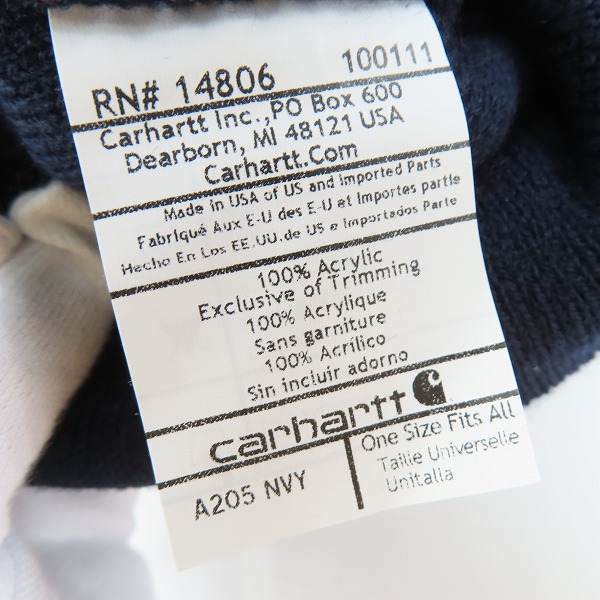 RN# 14806 100111
Carhartt Inc.,PO Box 600
Dearborn, MI 48121 USA
Carhartt.Com
Made in USA of US and Imported Parts
Fabriqué Aux E-U des E-U et Importes partie
Hecho En Los EE.UU.de US e Importados Parte
100% Acrylic
Exclusive of Trimming
100% Acrylique
Sans garniture
100% Acrílico
Sin incluir adorno
carhartt
A205 NVY
One Size Fits All
Taille Universelle
Unitalla